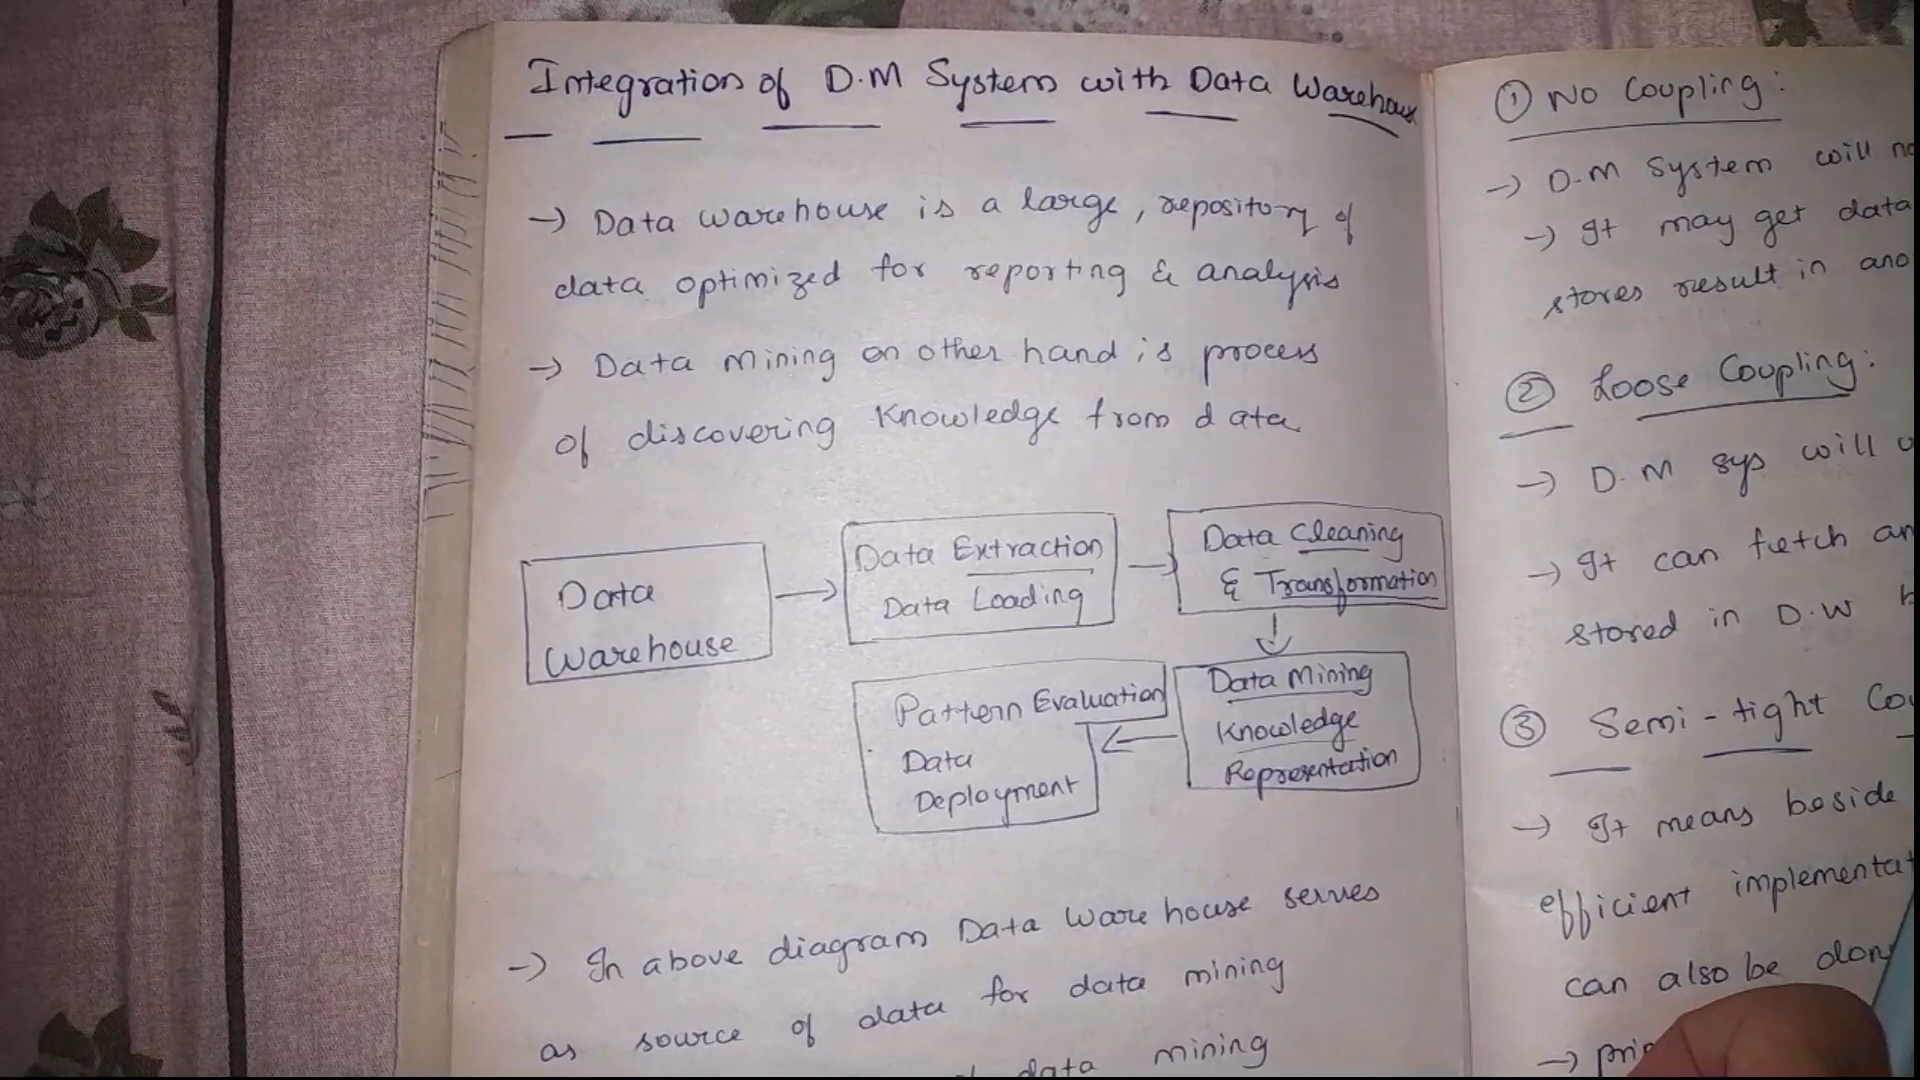 Integration of D.M System with Data Warehouse
→ Data warehouse is a large, repository of
data optimized for reporting & analysis
→ Data Mining on other hand is process
of discovering Knowledge from data
Data
Warehouse
Data Extraction
Data Loading
Data Cleaning
& Transformation
Data Mining
Knowledge
Representation
Pattern Evaluation
Data
Deployment
→ In above diagram Data Ware house serves
as source of data for data mining
data mining
① No Coupling:
→ D.M System will
→ It may get data
stores result in
② Loose Coupling:
→ D.M sys will
→ It can fetch
stored in D.W
③ Semi-tight
→ It means beside
efficient
can also be